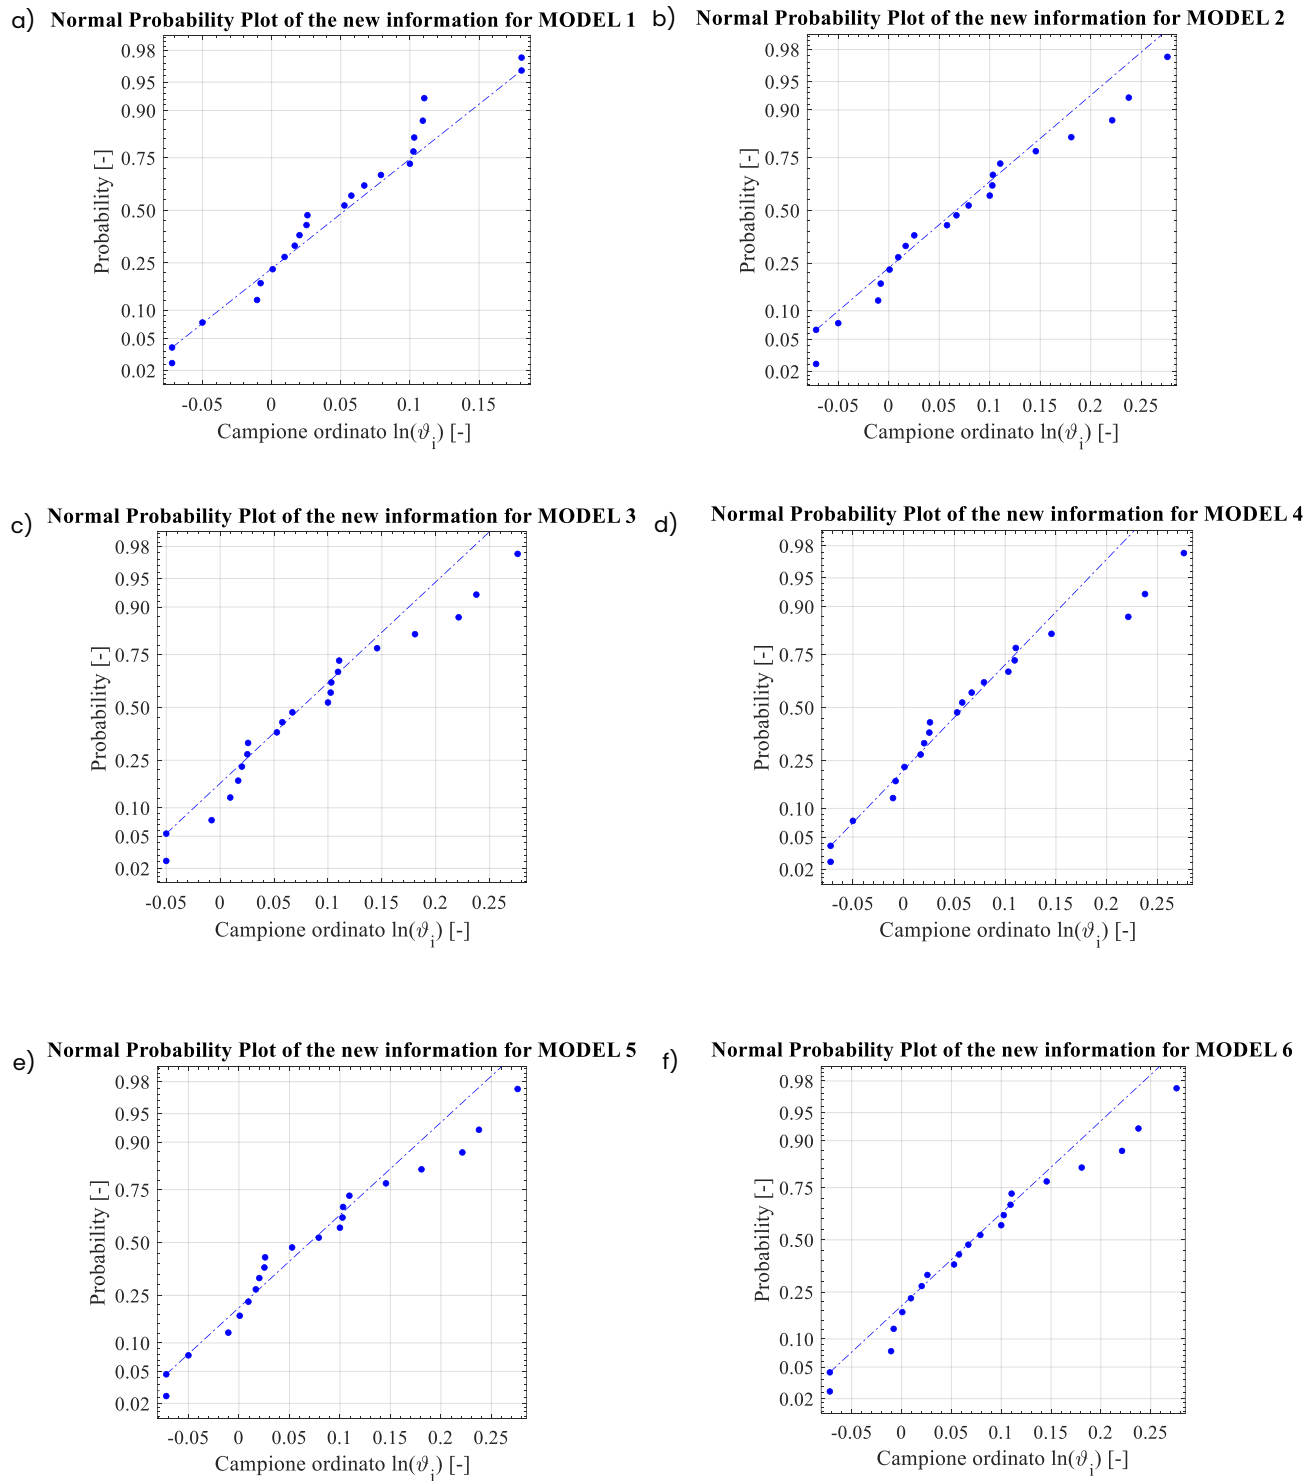 a) Normal Probability Plot of the new information for MODEL 1
0.98
0.95
0.90
0.75
0.50
0.25
0.10
0.05
0.02
Probability [-]
-0.05 0 0.05 0.1 0.15
Campione ordinato ln(ϑi) [-]
b) Normal Probability Plot of the new information for MODEL 2
0.98
0.95
0.90
0.75
0.50
0.25
0.10
0.05
0.02
Probability [-]
-0.05 0 0.05 0.1 0.15 0.2 0.25
Campione ordinato ln(ϑi) [-]
c) Normal Probability Plot of the new information for MODEL 3
0.98
0.95
0.90
0.75
0.50
0.25
0.10
0.05
0.02
Probability [-]
-0.05 0 0.05 0.1 0.15 0.2 0.25
Campione ordinato ln(ϑi) [-]
d) Normal Probability Plot of the new information for MODEL 4
0.98
0.95
0.90
0.75
0.50
0.25
0.10
0.05
0.02
Probability [-]
-0.05 0 0.05 0.1 0.15 0.2 0.25
Campione ordinato ln(ϑi) [-]
e) Normal Probability Plot of the new information for MODEL 5
0.98
0.95
0.90
0.75
0.50
0.25
0.10
0.05
0.02
Probability [-]
-0.05 0 0.05 0.1 0.15 0.2 0.25
Campione ordinato ln(ϑi) [-]
f) Normal Probability Plot of the new information for MODEL 6
0.98
0.95
0.90
0.75
0.50
0.25
0.10
0.05
0.02
Probability [-]
-0.05 0 0.05 0.1 0.15 0.2 0.25
Campione ordinato ln(ϑi) [-]